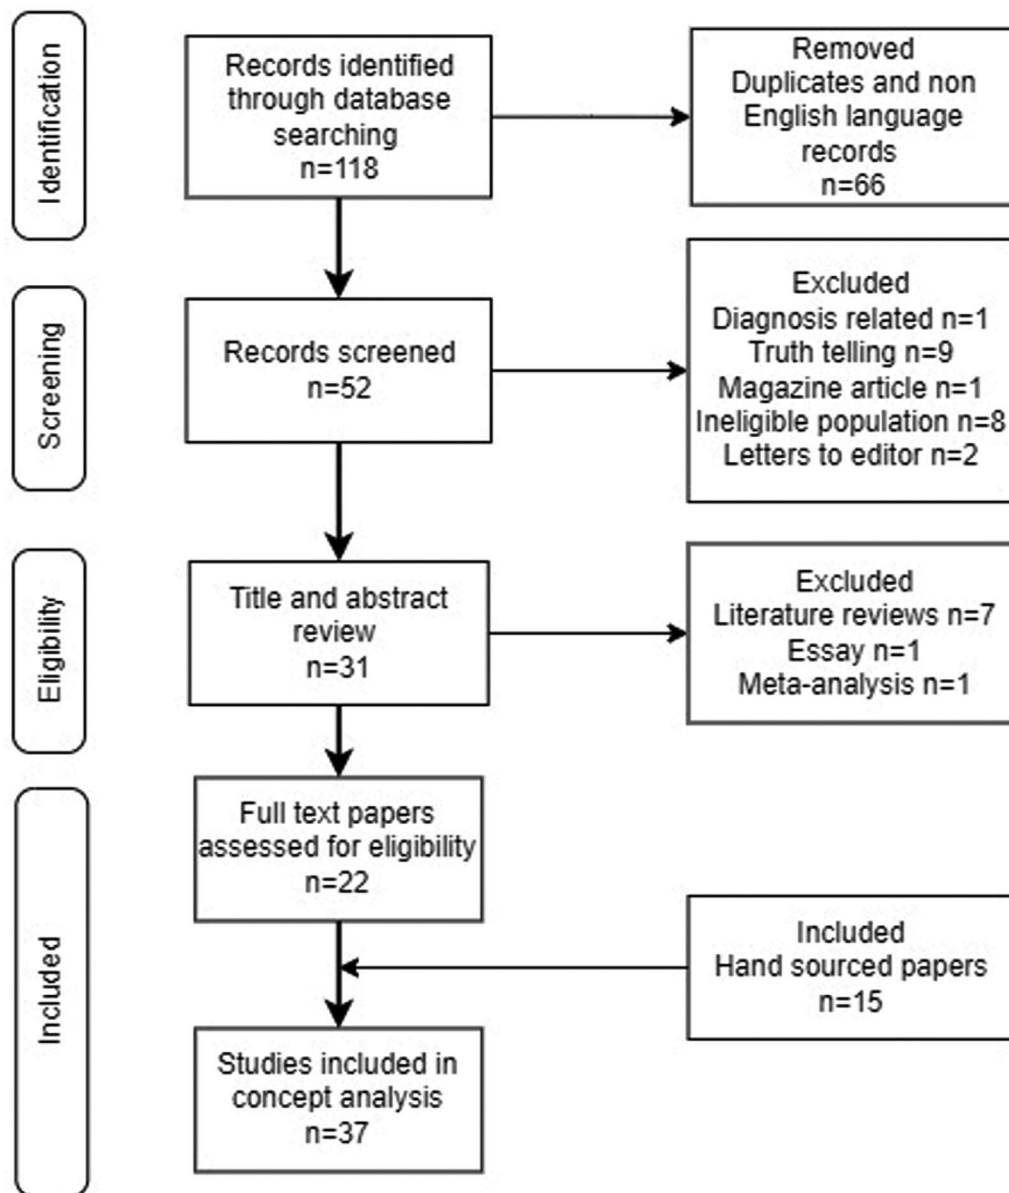 Identification
Records identified
through database
searching
n=118
Removed
Duplicates and non
English language
records
n=66
Screening
Records screened
n=52
Excluded
Diagnosis related n=1
Truth telling n=9
Magazine article n=1
Ineligible population n=8
Letters to editor n=2
Eligibility
Title and abstract
review
n=31
Excluded
Literature reviews n=7
Essay n=1
Meta-analysis n=1
Included
Full text papers
assessed for eligibility
n=22
Included
Hand sourced papers
n=15
Studies included in
concept analysis
n=37